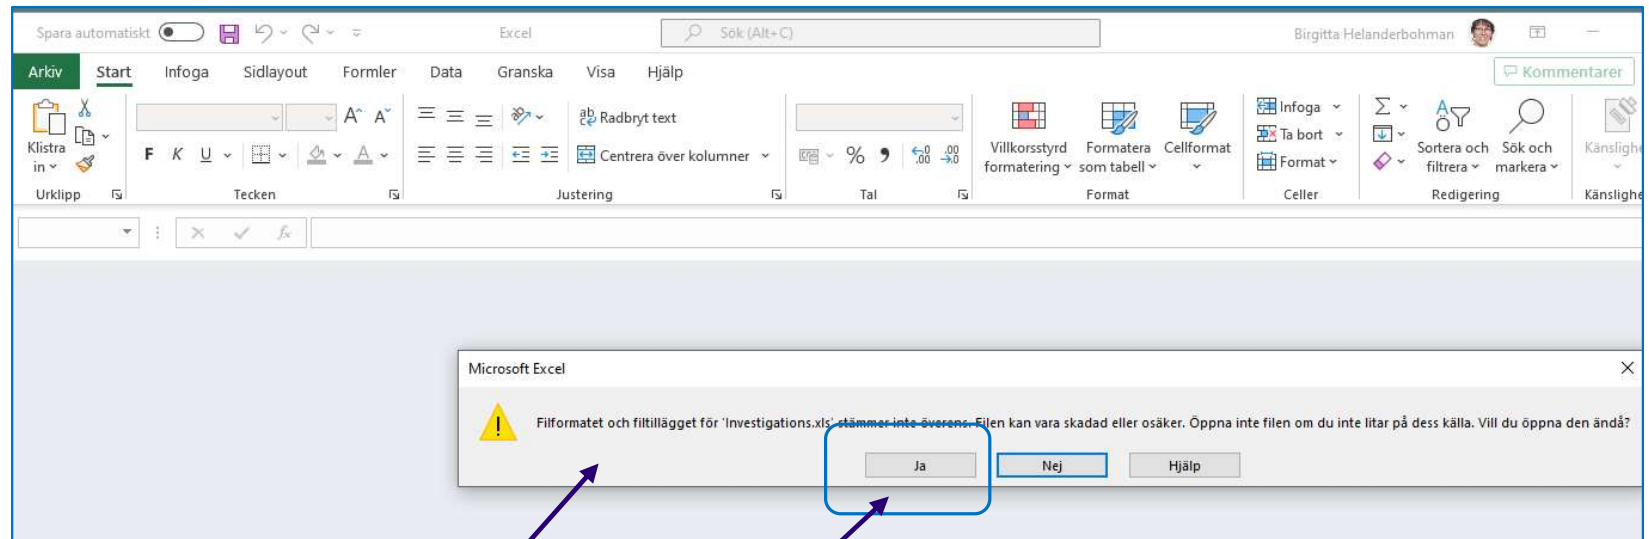 Spara automatiskt Excel Sök (Alt+C) Birgitta Helanderbohman
Arkiv Start Infoga Sidlayout Formler Data Granska Visa Hjälp Kommentarer
Klistra in
F K U
A A
A
Urklipp Tecken
ab Radbryt text
Centrera över kolumner
Justering
% 
Tal
Villkorsstyrd formatering
Formatera som tabell
Cellformat
Format
Infoga
Ta bort
Format
Celler
Σ
Sortera och filtrera
Sök och markera
Redigering
Känslighe
Känslighe
fx
Microsoft Excel
Filformatet och filtillägget för 'Investigations.xls' stämmer inte överens. Filen kan vara skadad eller osäker. Öppna inte filen om du inte litar på dess källa. Vill du öppna den ändå?
Ja Nej Hjälp